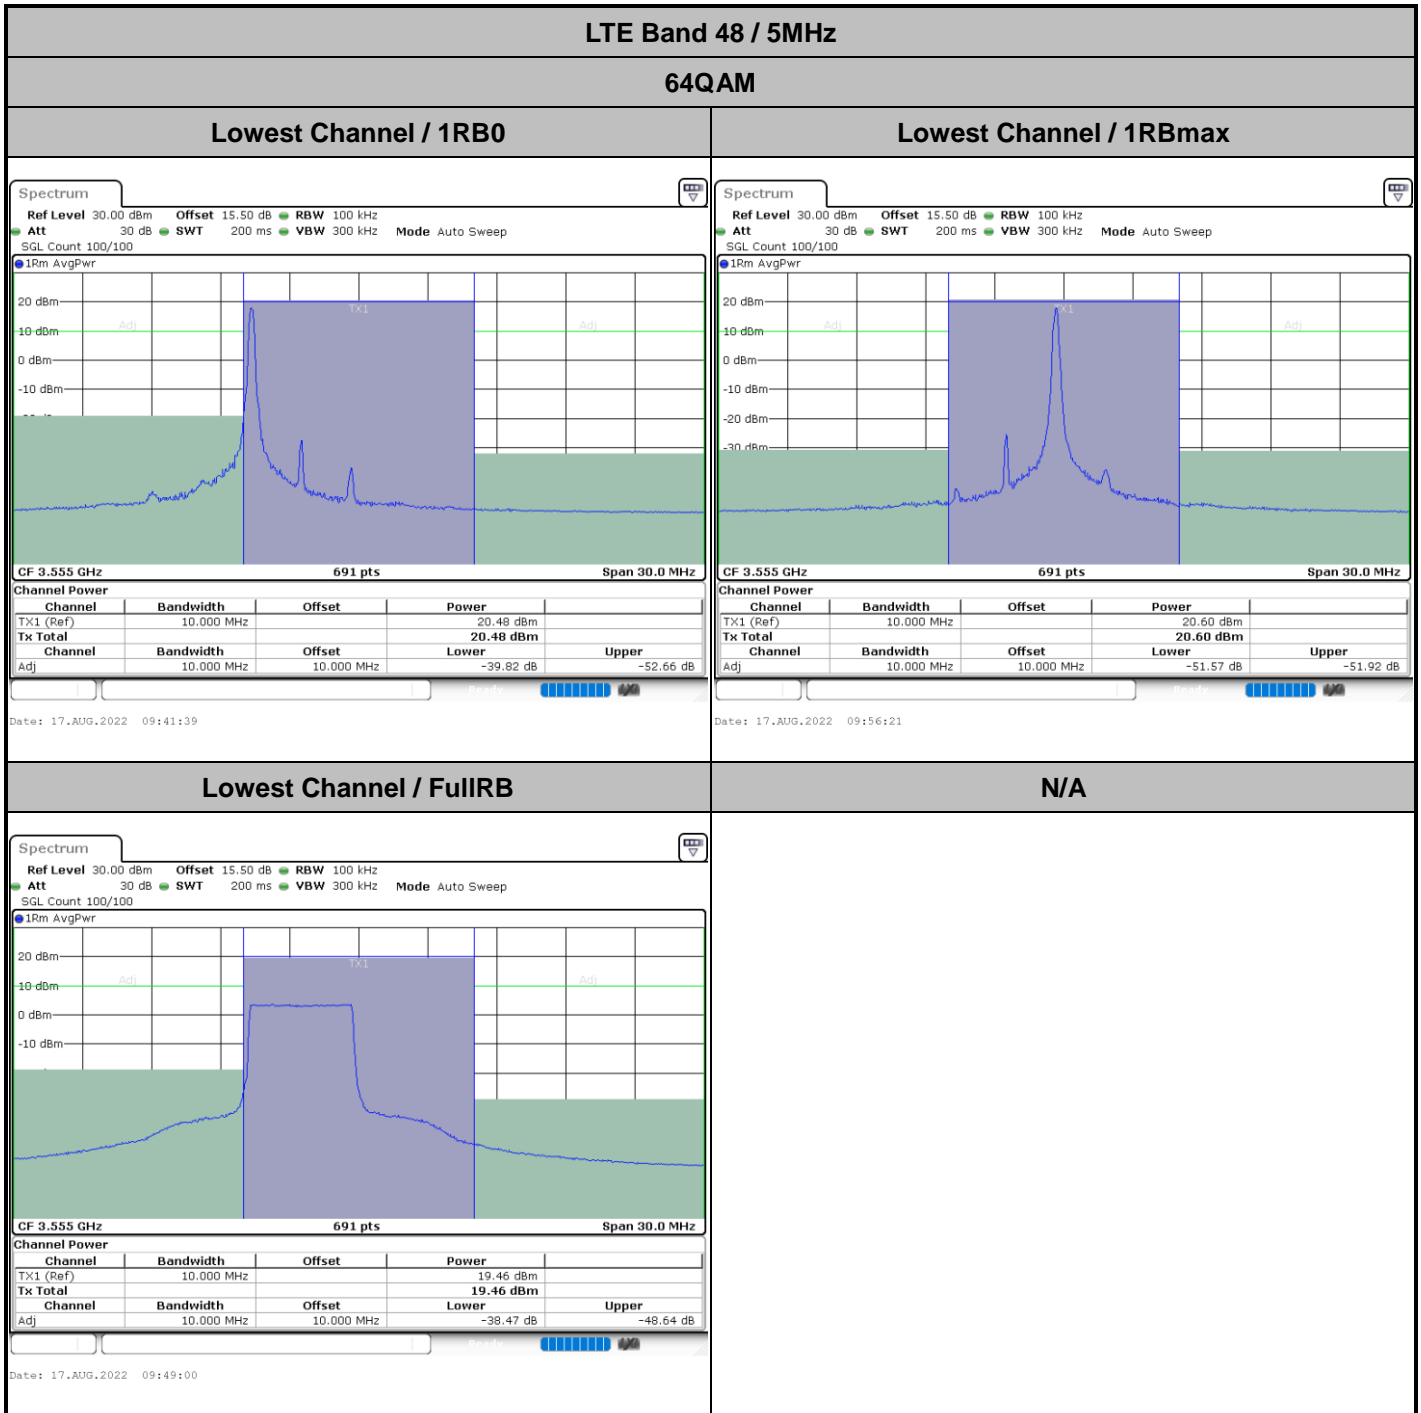 LTE Band 48 / 5MHz
64QAM
Lowest Channel / 1RB0
Lowest Channel / 1RBmax
Spectrum
Ref Level 30.00 dBm Offset 15.50 dB RBW 100 kHz
Att 30 dB SWT 200 ms VBW 300 kHz Mode Auto Sweep
SGL Count 100/100
1Rm AvgPwr
TX1
20 dBm
Adj
Adj
10 dBm
0 dBm
-10 dBm
CF 3.555 GHz 691 pts Span 30.0 MHz
Channel Power
Channel Bandwidth Offset Power
TX1 (Ref) 10.000 MHz 20.48 dBm
Tx Total 20.48 dBm
Channel Bandwidth Offset Lower Upper
Adj 10.000 MHz 10.000 MHz -39.82 dB -52.66 dB
Ready
Date: 17.AUG.2022 09:41:39
Spectrum
Ref Level 30.00 dBm Offset 15.50 dB RBW 100 kHz
Att 30 dB SWT 200 ms VBW 300 kHz Mode Auto Sweep
SGL Count 100/100
1Rm AvgPwr
20 dBm
TX1
Adj
Adj
10 dBm
0 dBm
-10 dBm
-20 dBm
-30 dBm
CF 3.555 GHz 691 pts Span 30.0 MHz
Channel Power
Channel Bandwidth Offset Power
TX1 (Ref) 10.000 MHz 20.60 dBm
Tx Total 20.60 dBm
Channel Bandwidth Offset Lower Upper
Adj 10.000 MHz 10.000 MHz -51.57 dB -51.92 dB
Ready
Date: 17.AUG.2022 09:56:21
Lowest Channel / FullRB
N/A
Spectrum
Ref Level 30.00 dBm Offset 15.50 dB RBW 100 kHz
Att 30 dB SWT 200 ms VBW 300 kHz Mode Auto Sweep
SGL Count 100/100
1Rm AvgPwr
20 dBm
TX1
Adj
Adj
10 dBm
0 dBm
-10 dBm
CF 3.555 GHz 691 pts Span 30.0 MHz
Channel Power
Channel Bandwidth Offset Power
TX1 (Ref) 10.000 MHz 19.46 dBm
Tx Total 19.46 dBm
Channel Bandwidth Offset Lower Upper
Adj 10.000 MHz 10.000 MHz -38.47 dB -48.64 dB
Ready
Date: 17.AUG.2022 09:49:00